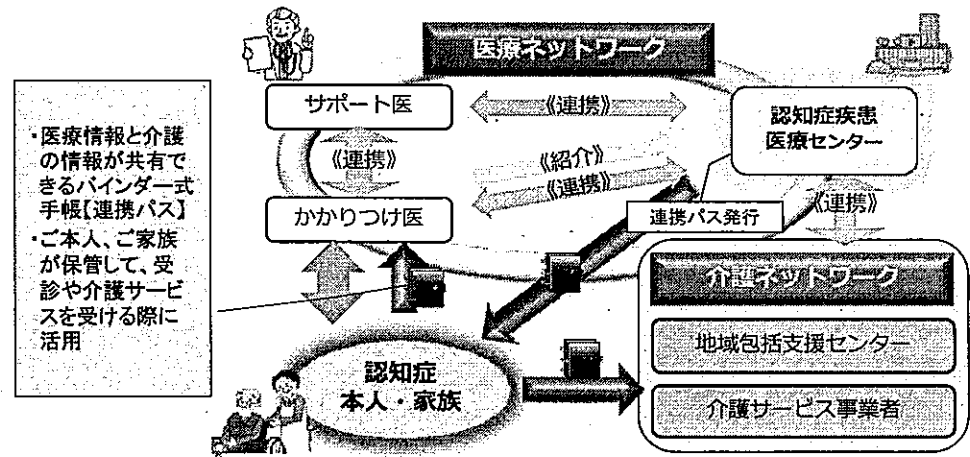 医療ネットワーク
サポート医
《連携》
認知症疾患
医療センター
・医療情報と介護
の情報が共有で
きるバインダー式
手帳【連携パス】
・ご本人、ご家族
が保管して、受
診や介護サービ
スを受ける際に
活用
《連携》
《紹介》
《連携》
かかりつけ医
連携パス発行
《連携》
介護ネットワーク
地域包括支援センター
介護サービス事業者
認知症
本人・家族